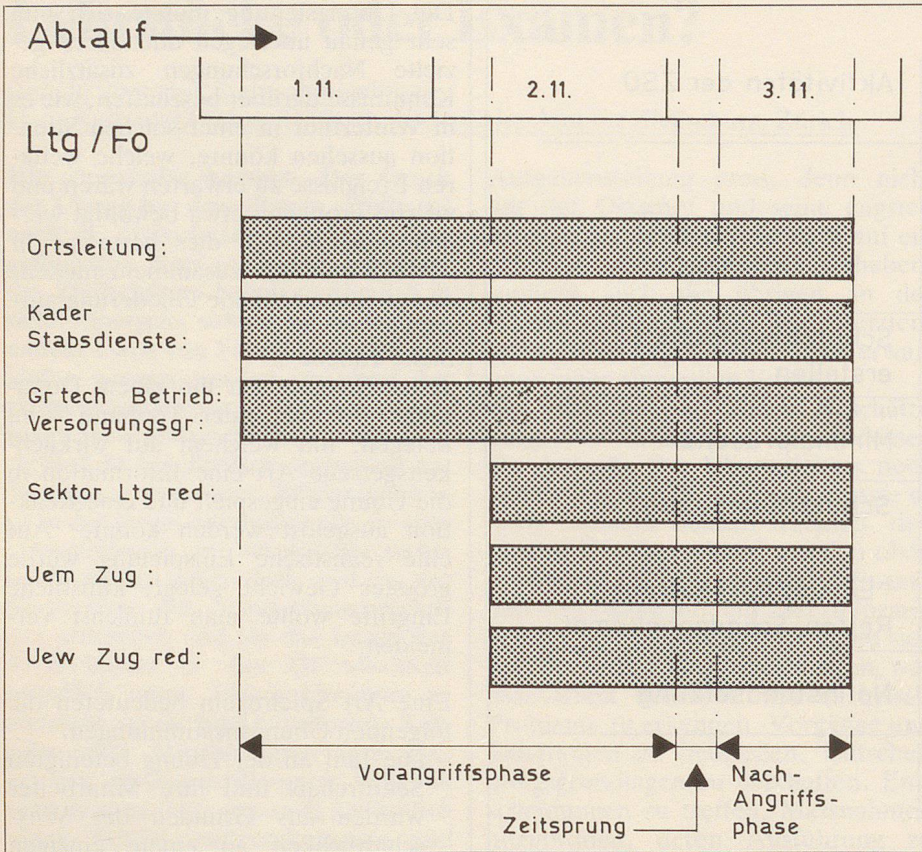 Ablauf
1. 11. 2. 11. 3. 11.
Ltg / Fo
Ortsleitung:
Kader
Stabsdienste:
Gr tech Betrieb:
Versorgungsgr:
Sektor Ltg red:
Uem Zug:
Uew Zug red:
Vorangriffsphase
Nach-
Angriffs-
phase
Zeitsprung